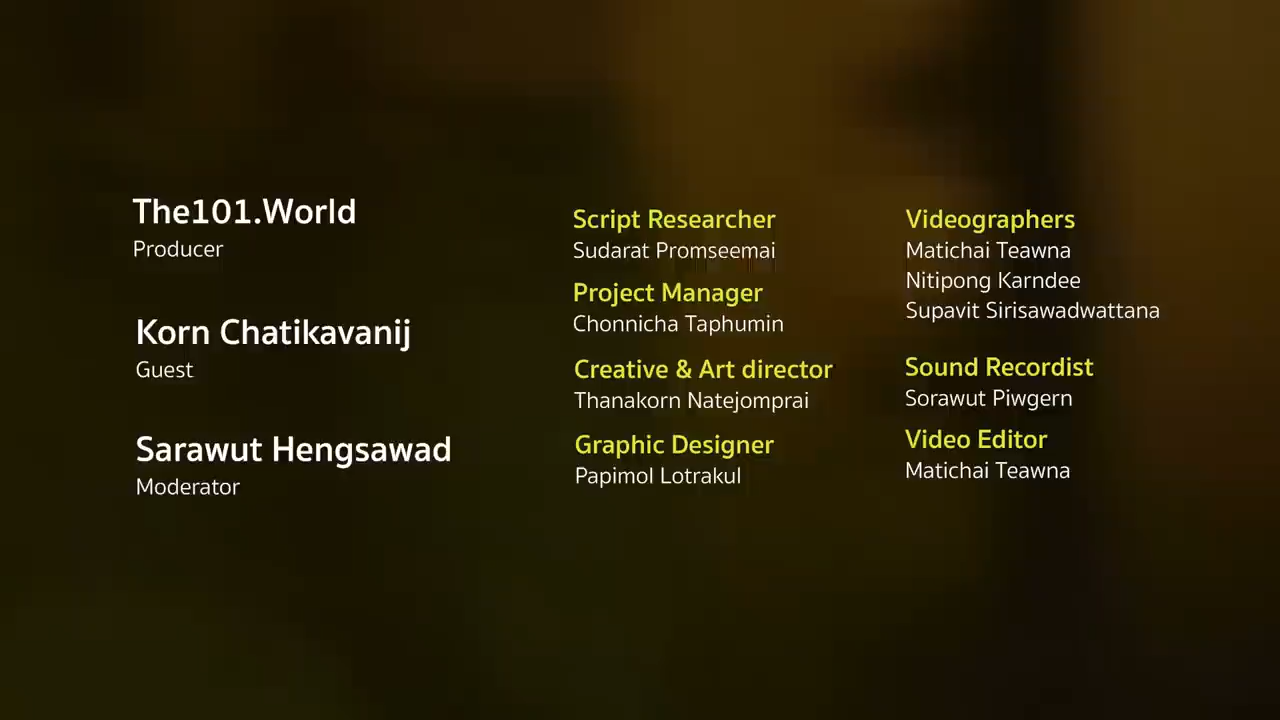 The101.World
Producer
Korn Chatikavanij
Guest
Sarawut Hengsawad
Moderator
Script Researcher
Sudarat Promseemai
Project Manager
Chonnicha Taphumin
Creative & Art director
Thanakorn Natejomprai
Graphic Designer
Papimol Lotrakul
Videographers
Matichai Teawna
Nitipong Karndee
Supavit Sirisawadwattana
Sound Recordist
Sorawut Piwgern
Video Editor
Matichai Teawna